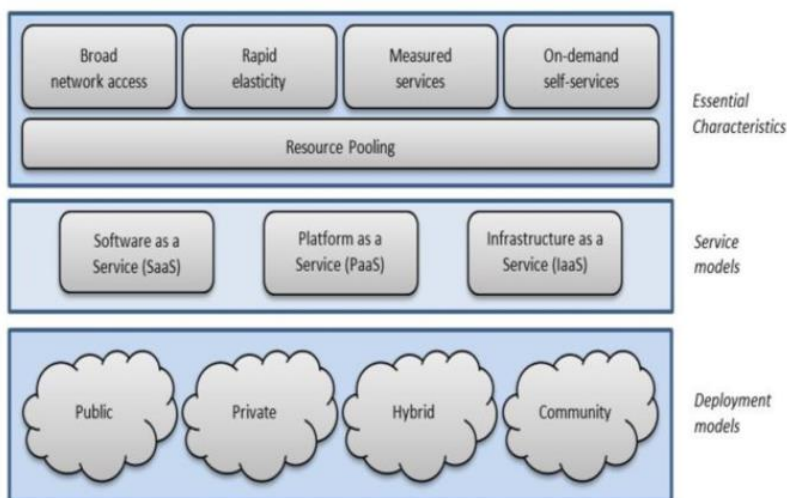 Broad
network access
Rapid
elasticity
Measured
services
On-demand
self-services
Resource Pooling
Essential
Characteristics
Software as a
Service (SaaS)
Platform as a
Service (PaaS)
Infrastructure as a
Service (IaaS)
Service
models
Public
Private
Hybrid
Community
Deployment
models